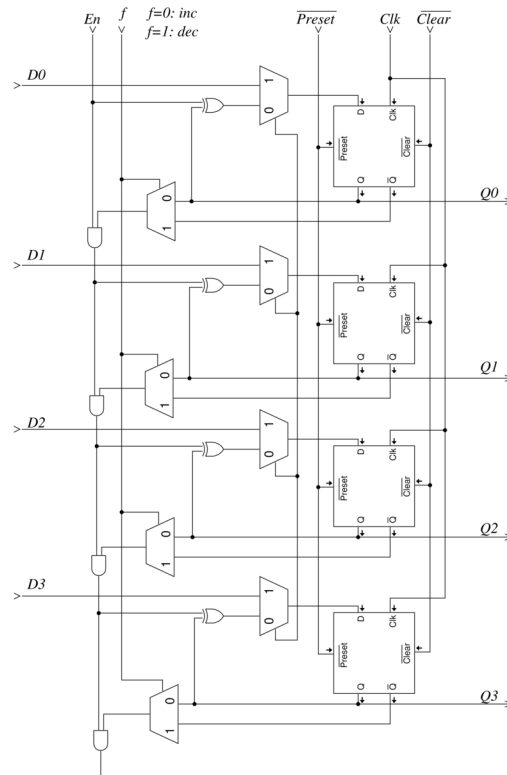 En f f=0: inc Preset Clk Clear
f=1: dec
D0
1
0
D Clk
Preset Clear
Q Q
0
1
Q0
D1
1
0
D Clk
Preset Clear
Q Q
0
1
Q1
D2
1
0
D Clk
Preset Clear
Q Q
0
1
Q2
D3
1
0
D Clk
Preset Clear
Q Q
0
1
Q3